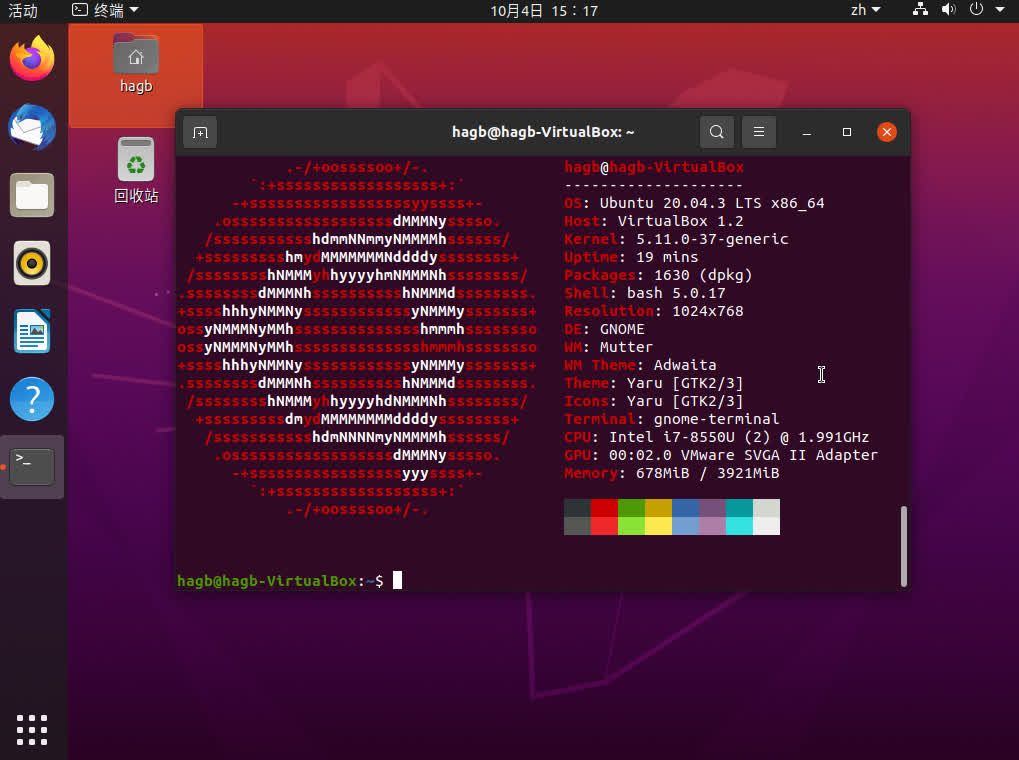 活动
终端
10月4日 15：17
zh
hagb
回收站
hagb@hagb-VirtualBox: ~
.-/+oossssoo+/-.
`:+ssssssssssssssssss+:`
-+ssssssssssssssssssyyssss+-
.ossssssssssssssssssdMMMNysssso.
/ssssssssssshdmmNNmmyNMMMMhssssss/
+ssssssssshmydMMMMMMMNddddyssssssss+
/sssssssshNMMMyhhyyyyhmNMMMNhssssssss/
.ssssssssdMMMNhsssssssssshNMMMdssssssss.
+sssshhhyNMMNyssssssssssssyNMMMysssssss+
ossyNMMMNyMMhsssssssssssssshmmmhssssssso
ossyNMMMNyMMhsssssssssssssshmmmhssssssso
+sssshhhyNMMNyssssssssssssyNMMMysssssss+
.ssssssssdMMMNhsssssssssshNMMMdssssssss.
/sssssssshNMMMyhhyyyyhdNMMMNhssssssss/
+sssssssssdmydMMMMMMMMddddyssssssss+
/ssssssssssshdmNNNNmyNMMMMhssssss/
.ossssssssssssssssssdMMMNysssso.
-+sssssssssssssssssyyyssss+-
`:+ssssssssssssssssss+:`
.-/+oossssoo+/-.
hagb@hagb-VirtualBox
--------------------
OS: Ubuntu 20.04.3 LTS x86_64
Host: VirtualBox 1.2
Kernel: 5.11.0-37-generic
Uptime: 19 mins
Packages: 1630 (dpkg)
Shell: bash 5.0.17
Resolution: 1024x768
DE: GNOME
WM: Mutter
WM Theme: Adwaita
Theme: Yaru [GTK2/3]
Icons: Yaru [GTK2/3]
Terminal: gnome-terminal
CPU: Intel i7-8550U (2) @ 1.991GHz
GPU: 00:02.0 VMware SVGA II Adapter
Memory: 678MiB / 3921MiB
hagb@hagb-VirtualBox:~$